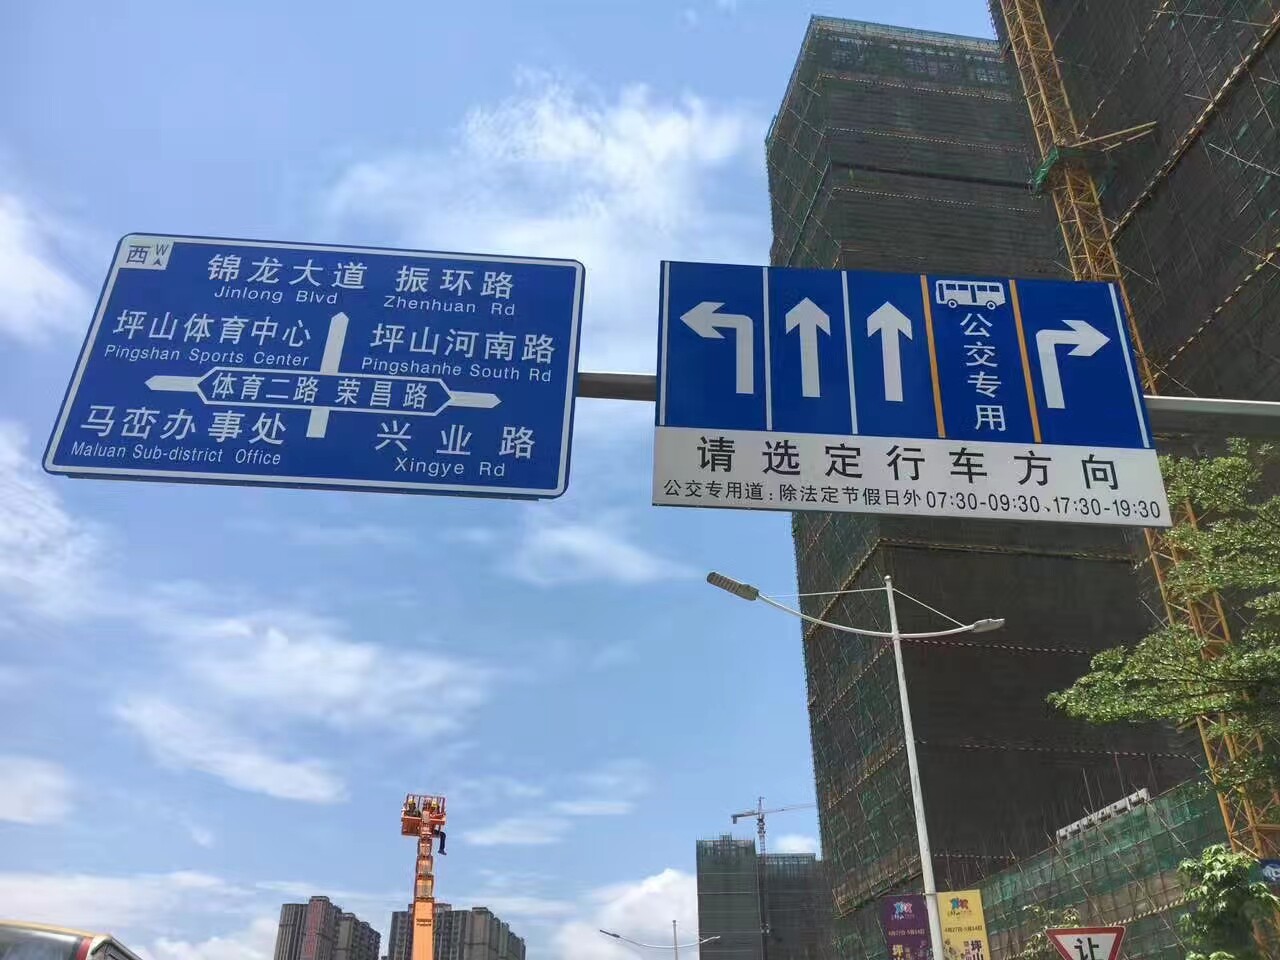 西 W
锦龙大道 振环路
Jinlong Blvd Zhenhuan Rd
坪山体育中心 坪山河南路
Pingshan Sports Center Pingshanhe South Rd
体育二路 荣昌路
马峦办事处 兴业路
Maluan Sub-district Office Xingye Rd
公交专用
请选定行车方向
公交专用道:除法定节假日外 07:30-09:30、17:30-19:30
坪山
让